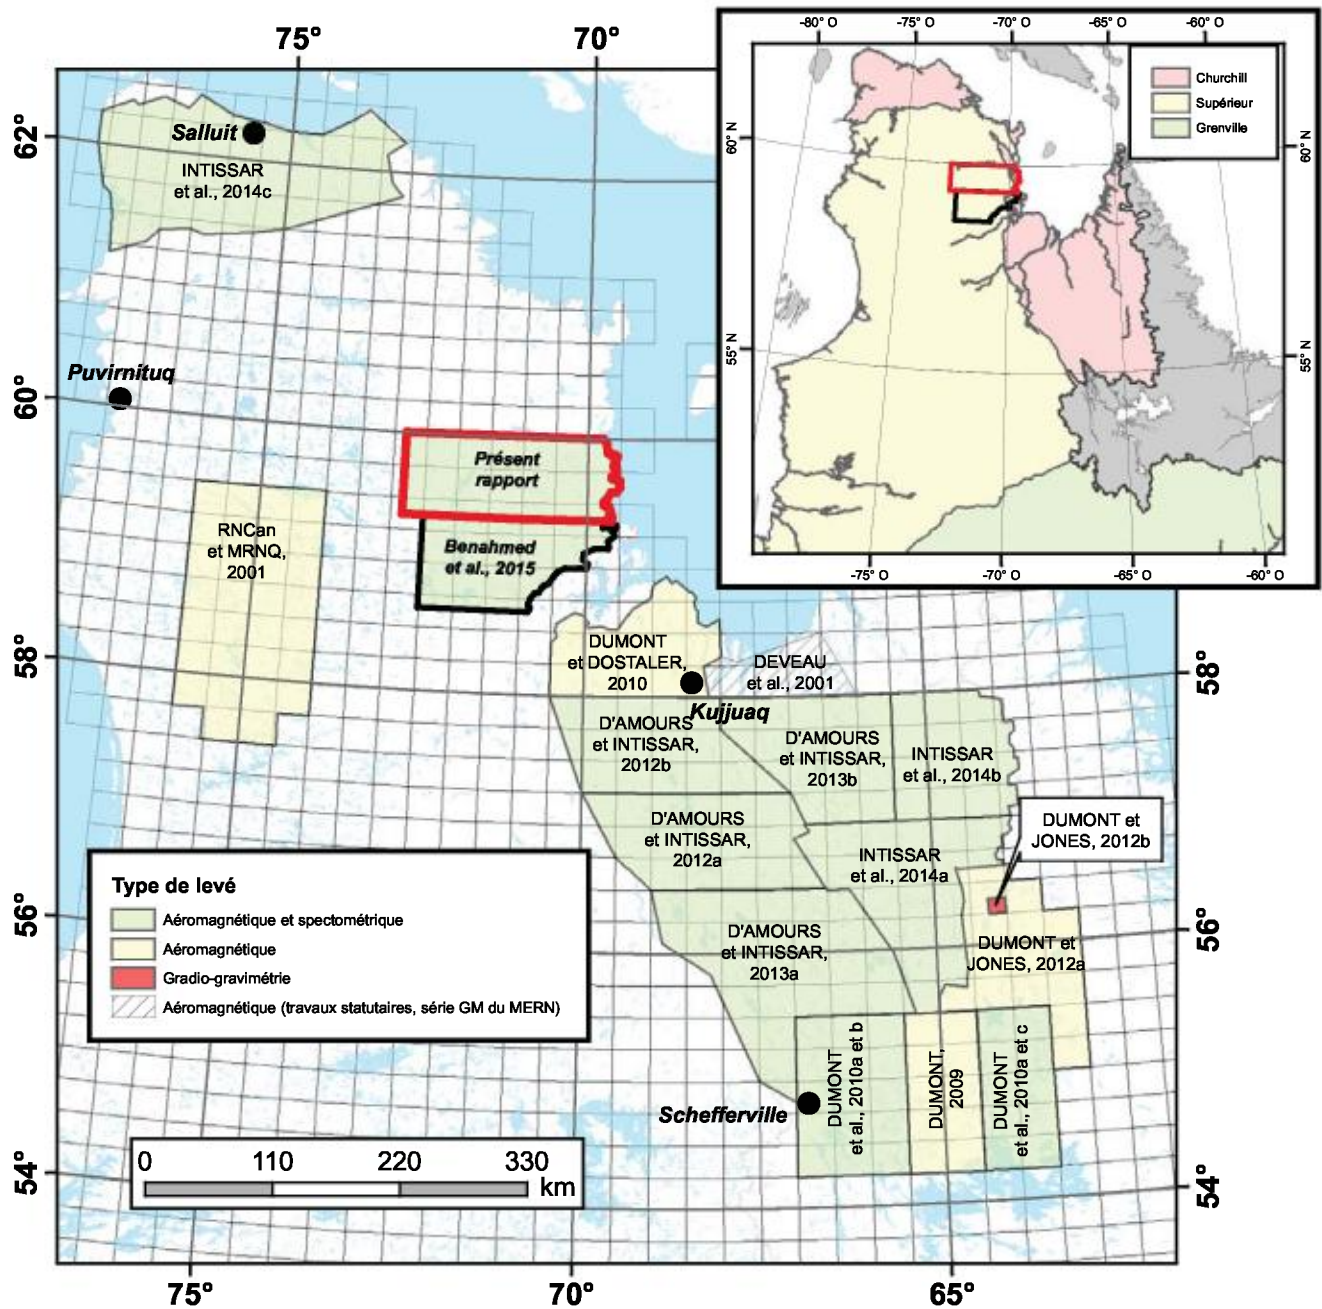 75°
70°
62°
60°
58°
56°
54°
Salluit
INTISSAR
et al., 2014c
Puvirnituq
RNCan
et MRNQ,
2001
Présent
rapport
Benahmed
et al., 2015
DUMONT
et DOSTALER,
2010
DEVEAU
et al., 2001
Kujjuaq
D'AMOURS
et INTISSAR,
2012b
D'AMOURS
et INTISSAR,
2013b
INTISSAR
et al., 2014b
D'AMOURS
et INTISSAR,
2012a
INTISSAR
et al., 2014a
DUMONT et
JONES, 2012b
D'AMOURS
et INTISSAR,
2013a
DUMONT et
JONES, 2012a
DUMONT
et al., 2010a et b
DUMONT,
2009
DUMONT
et al., 2010a et c
Schefferville
58°
56°
54°
75°
70°
65°
Type de levé
Aéromagnétique et spectométrique
Aéromagnétique
Gradio-gravimétrie
Aéromagnétique (travaux statutaires, série GM du MERN)
0 110 220 330
km
-80° O
-75° O
-70° O
-65° O
-60° O
Churchill
Supérieur
Grenville
60° N
55° N
60° N
55° N
-75° O
-70° O
-65° O
-60° O